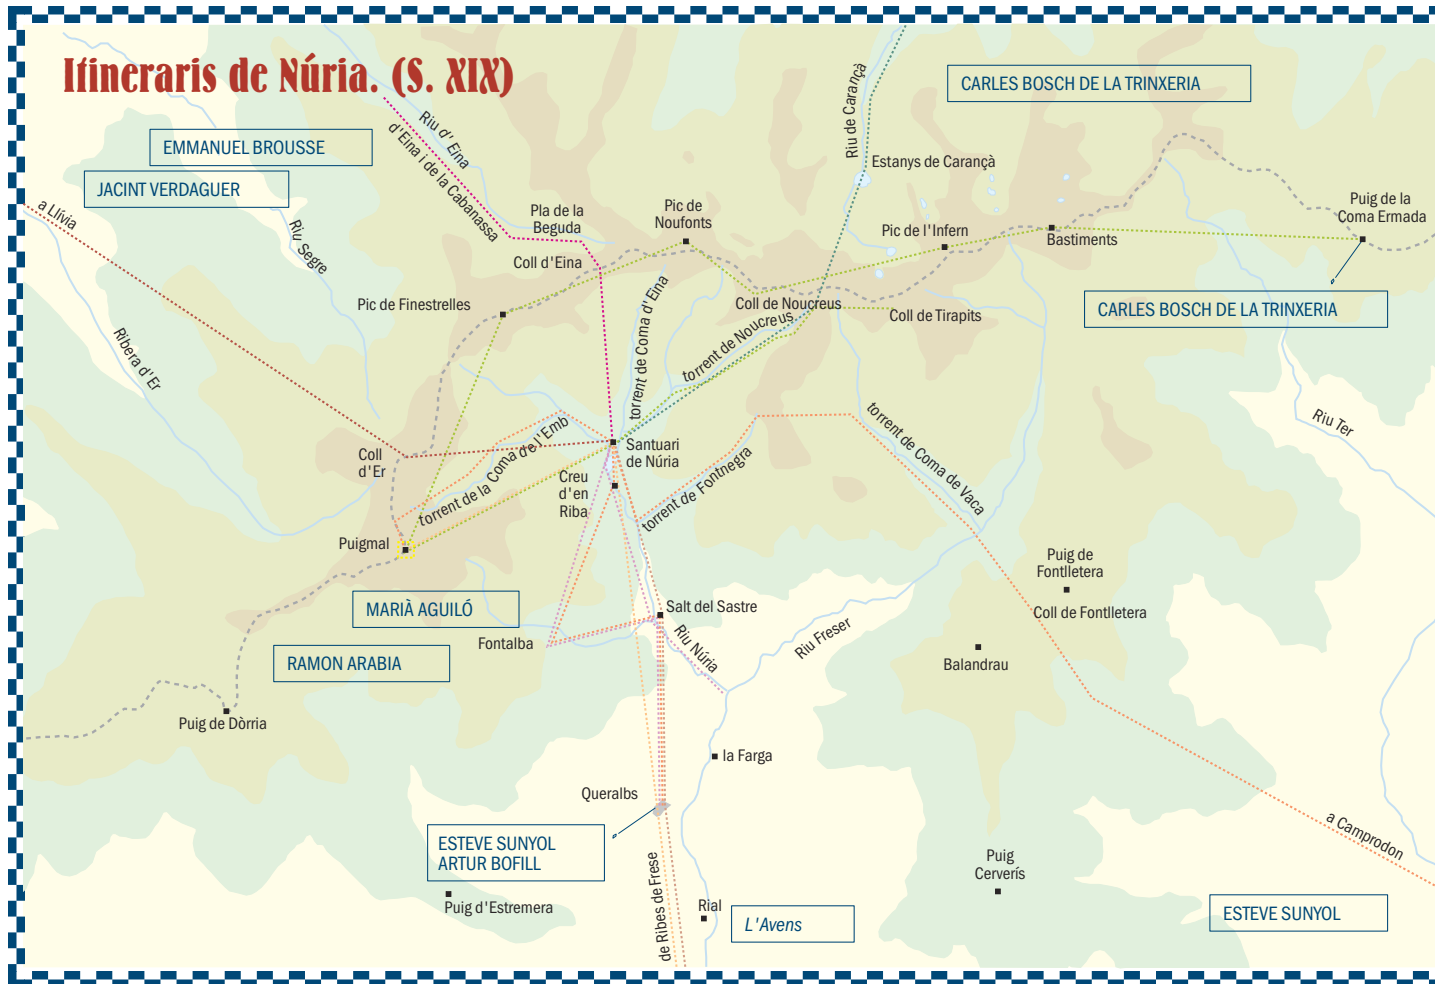 Itineraris de Núria. (S. XIX)
CARLES BOSCH DE LA TRINXERIA
EMMANUEL BROUSSE
JACINT VERDAGUER
a Llívia
Riu d'Eina
d'Eina i de la Cabanassa
Riu de Carançà
Estanys de Carançà
Riu Segre
Pla de la
Beguda
Pic de
Noufonts
Pic de l'Infern
Bastiments
Puig de la
Coma Ermada
Coll d'Eina
Pic de Finestrelles
torrent de Coma d'Eina
Coll de Noucreus
torrent de Noucreus
Coll de Tirapits
CARLES BOSCH DE LA TRINXERIA
Ribera d'Er
Riu Ter
Coll
d'Er
torrent de la Coma de l'Emb
Santuari
de Núria
Creu
d'en
Riba
torrent de Fontnegra
torrent de Coma de Vaca
Puigmal
MARIÀ AGUILÓ
RAMON ARABIA
Fontalba
Salt del Sastre
Riu Núria
Riu Freser
Puig de
Fontlletera
Coll de Fontlletera
Balandrau
Puig de Dòrria
la Farga
Queralbs
ESTEVE SUNYOL
ARTUR BOFILL
a Camprodon
Puig
Cerverís
Puig d'Estremera
de Ribes de Frese
Rial
L'Avens
ESTEVE SUNYOL